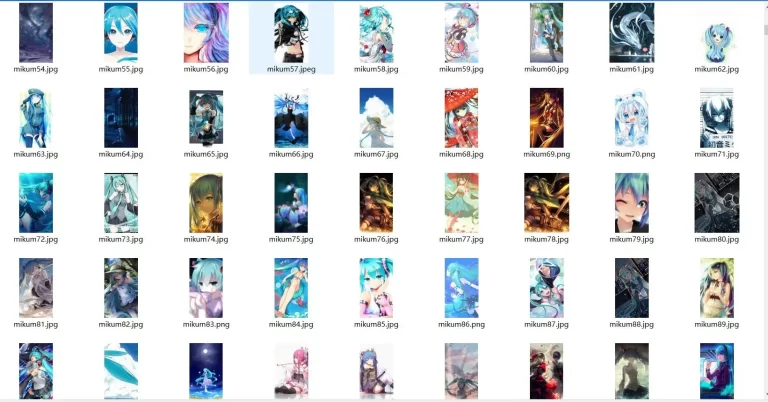 mikum54.jpg mikum55.jpg mikum56.jpg mikum57.jpeg mikum58.jpg mikum59.jpg mikum60.jpg mikum61.jpg mikum62.jpg
mikum63.jpg mikum64.jpg mikum65.jpg mikum66.jpg mikum67.jpg mikum68.jpg mikum69.png mikum70.png mikum71.jpg
mikum72.jpg mikum73.jpg mikum74.jpg mikum75.jpg mikum76.jpg mikum77.jpg mikum78.jpg mikum79.jpg mikum80.jpg
mikum81.jpg mikum82.jpg mikum83.png mikum84.jpg mikum85.jpg mikum86.png mikum87.jpg mikum88.jpg mikum89.jpg